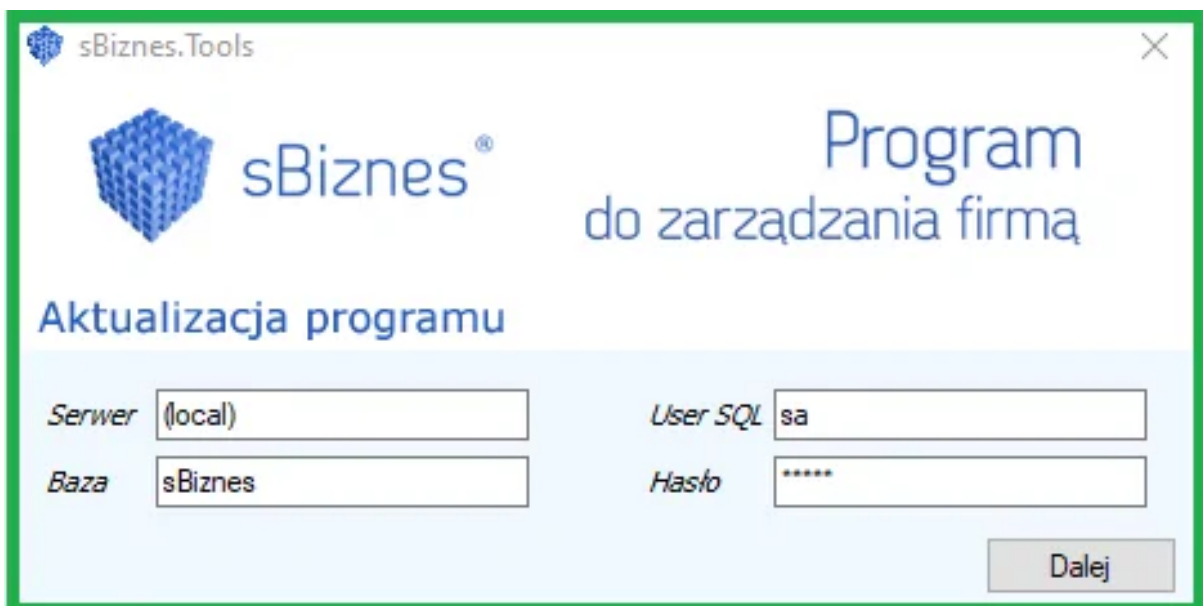 sBiznes.Tools
sBiznes®
Program
do zarządzania firmą
Aktualizacja programu
Serwer (local) User SQL sa
Baza sBiznes Hasło *****
Dalej